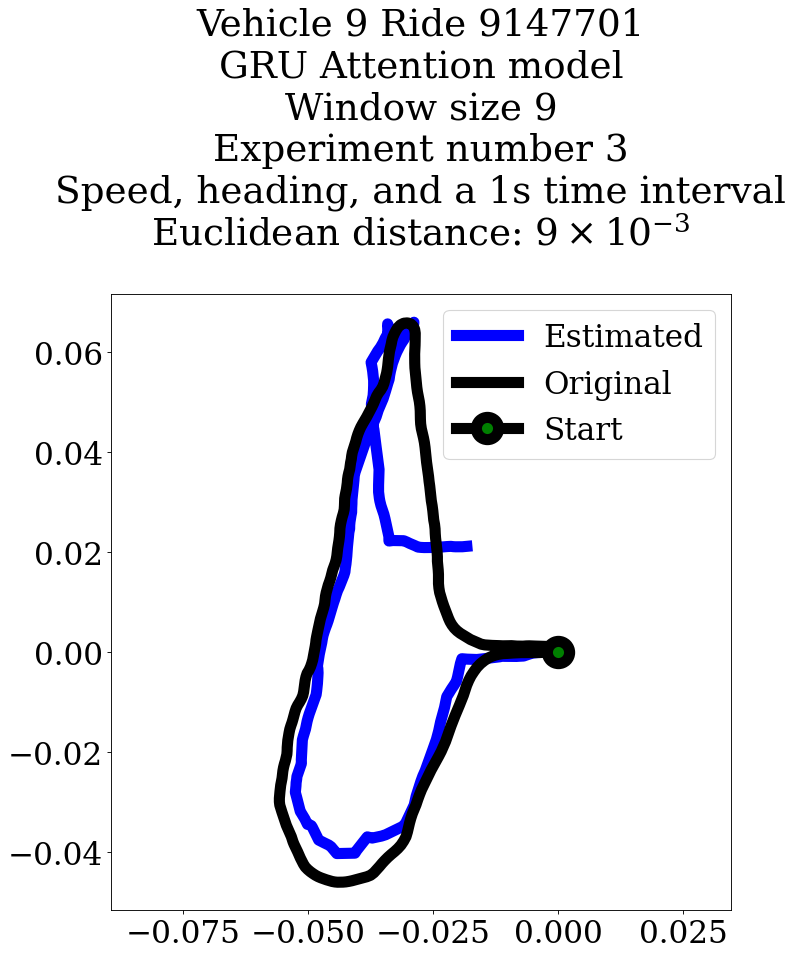 Vehicle 9 Ride 9147701
GRU Attention model
Window size 9
Experiment number 3
Speed, heading, and a 1s time interval
Euclidean distance: 9 × 10⁻³
Estimated
Original
Start
0.06
0.04
0.02
0.00
−0.02
−0.04
−0.075 −0.050 −0.025 0.000 0.025